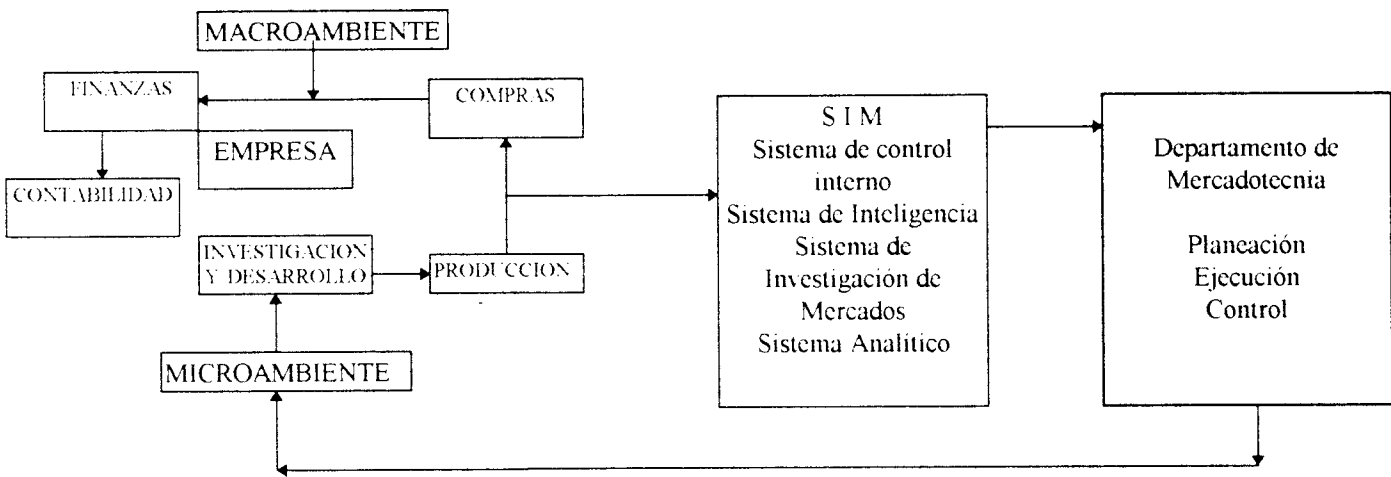 MACROAMBIENTE
FINANZAS
COMPRAS
EMPRESA
CONTABILIDAD
INVESTIGACION
Y DESARROLLO
PRODUCCION
MICROAMBIENTE
S I M
Sistema de control
interno
Sistema de Inteligencia
Sistema de
Investigación de
Mercados
Sistema Analítico
Departamento de
Mercadotecnia
Planeación
Ejecución
Control